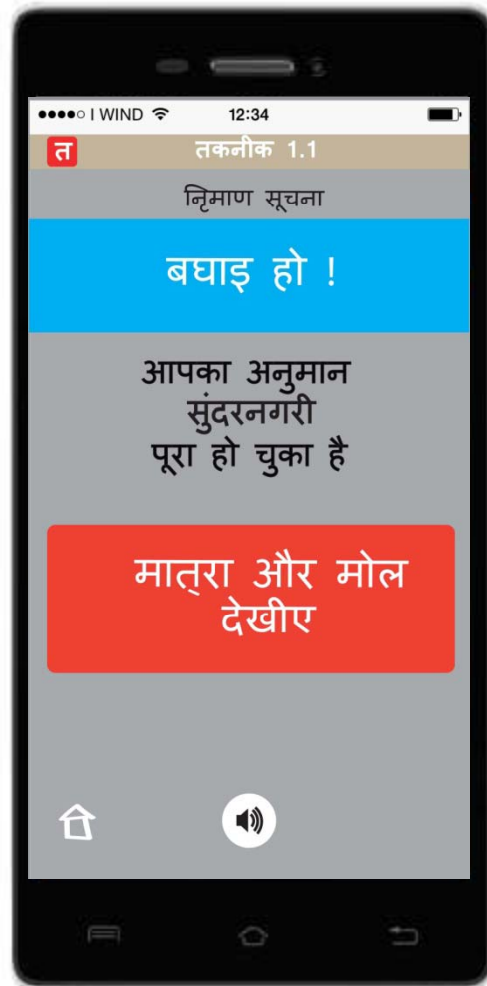 ●●●●○ I WIND 12:34
त तकनीक 1.1
निृमाण सूचना
बघाइ हो !
आपका अनुमान
सुंदरनगरी
पूरा हो चुका है
मात्‌रा और मोल
देखीए